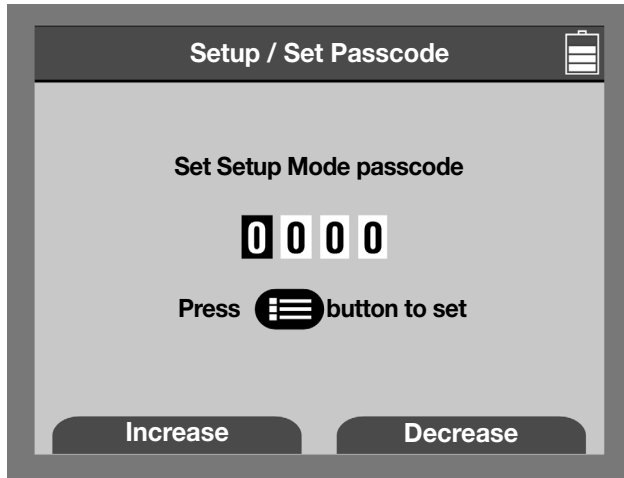 Setup / Set Passcode
Set Setup Mode passcode
0 0 0 0
Press button to set
Increase Decrease